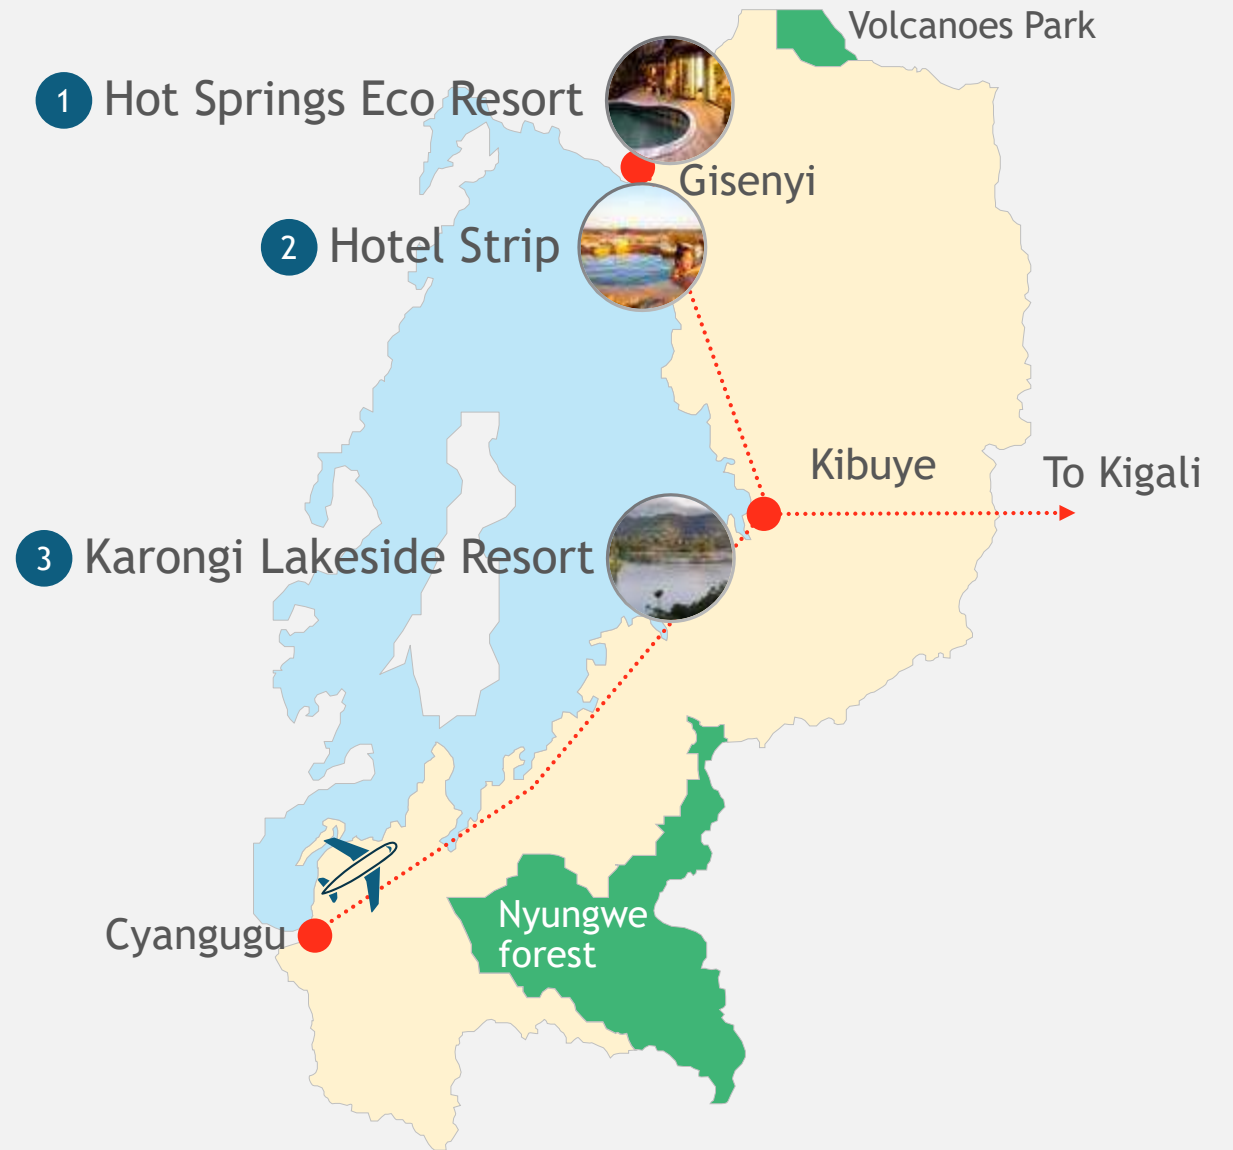 Volcanoes Park
1 Hot Springs Eco Resort
Gisenyi
2 Hotel Strip
Kibuye
To Kigali
3 Karongi Lakeside Resort
Cyangugu
Nyungwe
forest